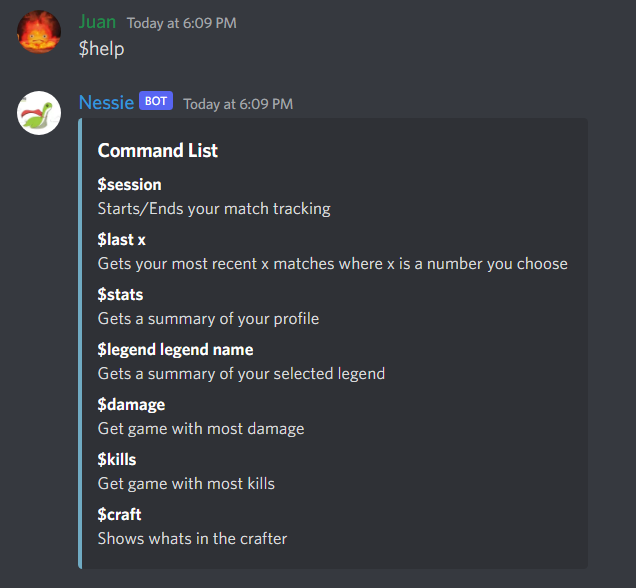 Juan Today at 6:09 PM
$help
Nessie BOT Today at 6:09 PM
Command List
$session
Starts/Ends your match tracking
$last x
Gets your most recent x matches where x is a number you choose
$stats
Gets a summary of your profile
$legend legend name
Gets a summary of your selected legend
$damage
Get game with most damage
$kills
Get game with most kills
$craft
Shows whats in the crafter